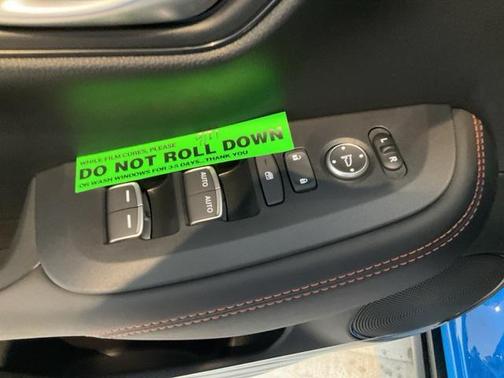 WHILE FILM CURES, PLEASE
DO NOT ROLL DOWN
OR WASH WINDOWS FOR 3-5 DAYS...THANK YOU
AUTO AUTO
L
R